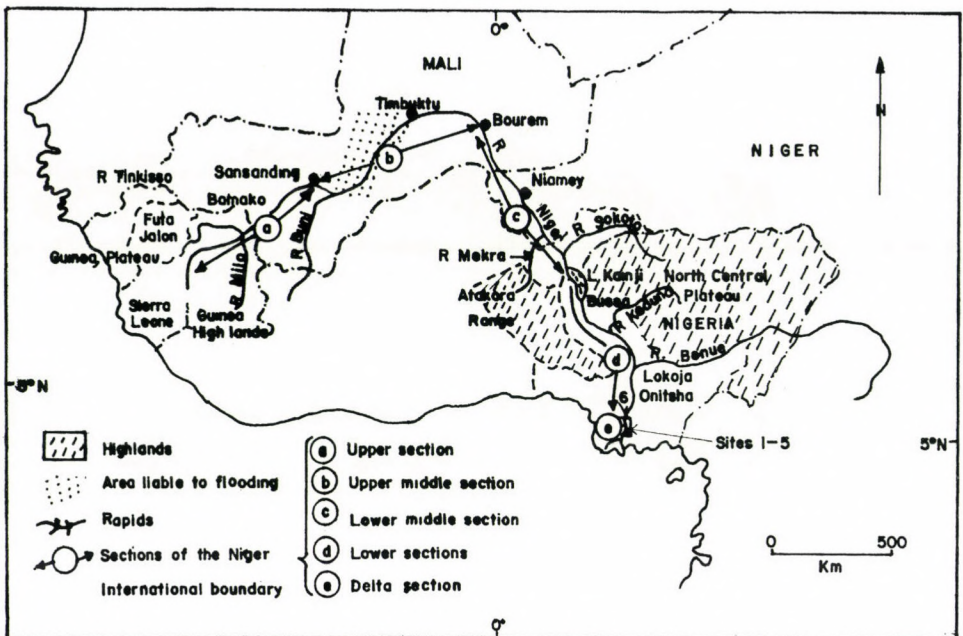 0°
MALI
N
Timbuktu
Bourem
NIGER
R
Sansanding
b
R Tinkisso
Niamey
Bamako
Niger
c
R Sokoto
Futa
Jalon
a
R Bani
Guinea Plateau
R Milo
R Mekra
L. Kainji
North Central
Plateau
Atakora
Range
Bussa
R Kaduna
NIGERIA
Sierra
Leone
Guinea
High lands
d
R. Benue
5°N
Lokoja
Onitsha
6
e
Sites 1–5
5°N
Highlands
a Upper section
Area liable to flooding
b Upper middle section
Rapids
c Lower middle section
Sections of the Niger
d Lower sections
International boundary
e Delta section
0 500
Km
0°